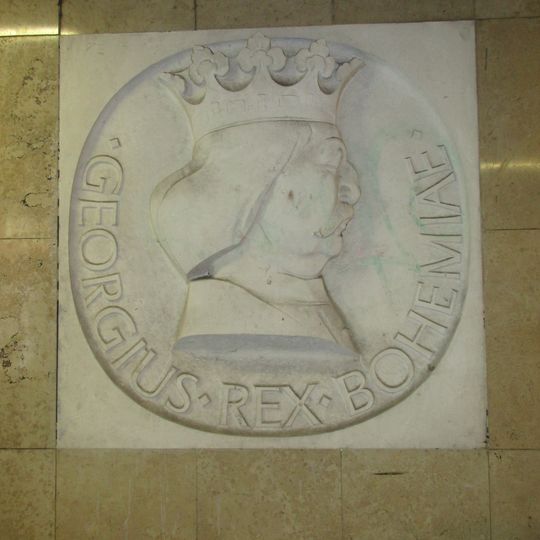 · GEORGIUS · REX · BOHEMIAE ·